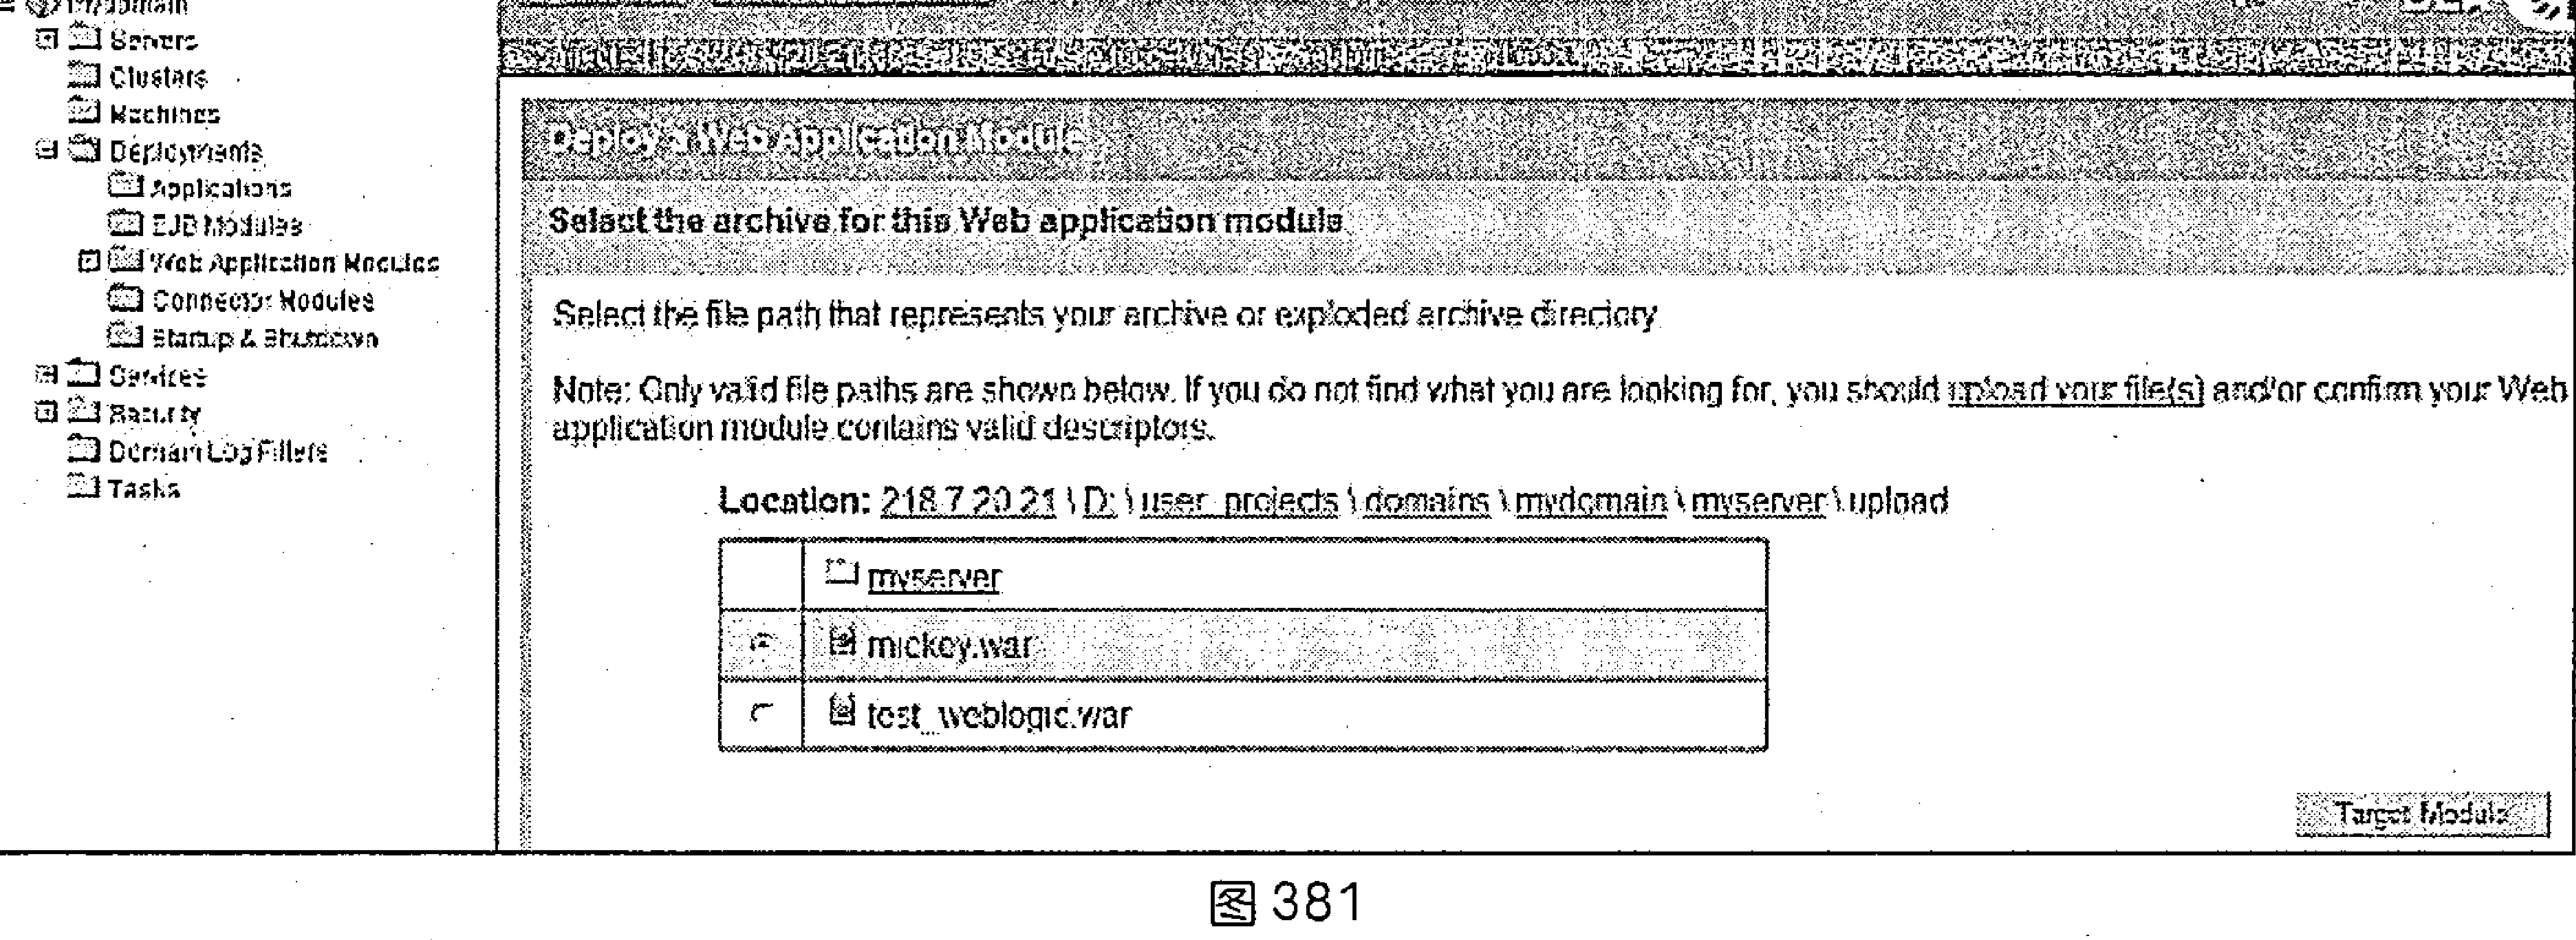 Servers
Clusters
Machines
Deployments
Applications
EJB Modules
Web Application Modules
Connector Modules
Startup & Shutdown
Services
Security
Domain Log Filters
Tasks
Deploy a Web Application Module
Select the archive for this Web application module
Select the file path that represents your archive or exploded archive directory
Note: Only valid file paths are shown below. If you do not find what you are looking for, you should upload your file(s) and/or confirm your Web
application module contains valid descriptors.
Location: 218.7.20.21 \ D: \ user_projects \ domains \ mydomain \ myserver \ upload
myserver
mickey.war
test_weblogic.war
Target Module
图 381